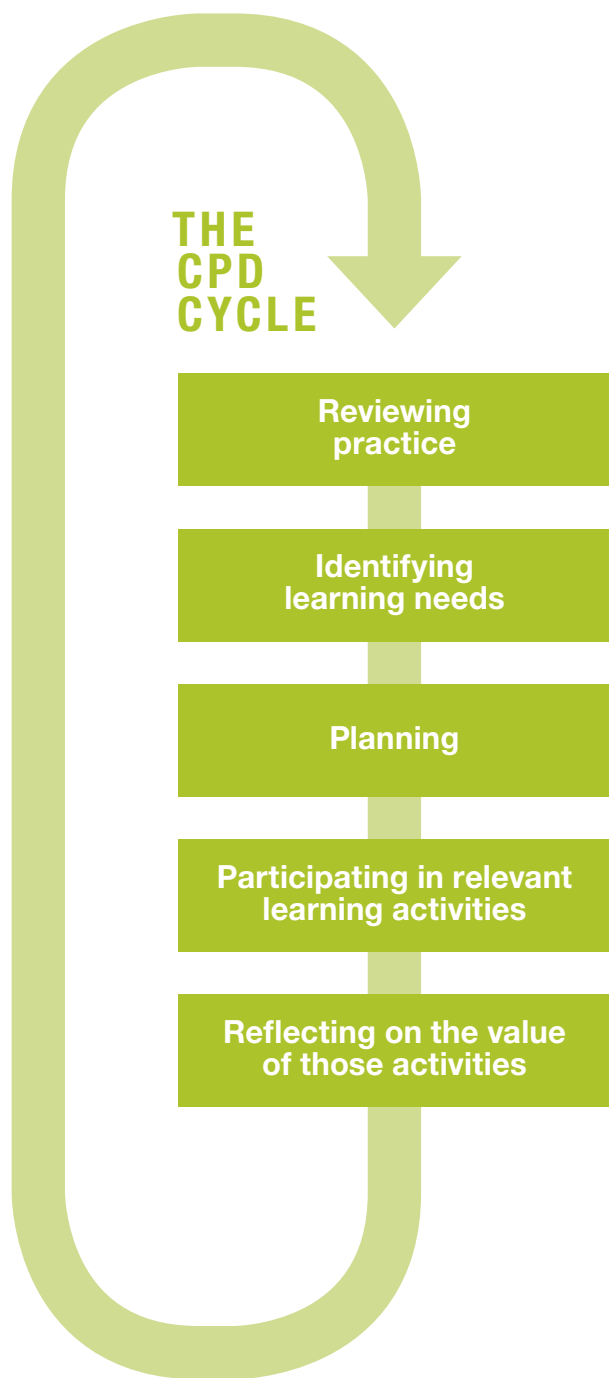 THE
CPD
CYCLE
Reviewing
practice
Identifying
learning needs
Planning
Participating in relevant
learning activities
Reflecting on the value
of those activities